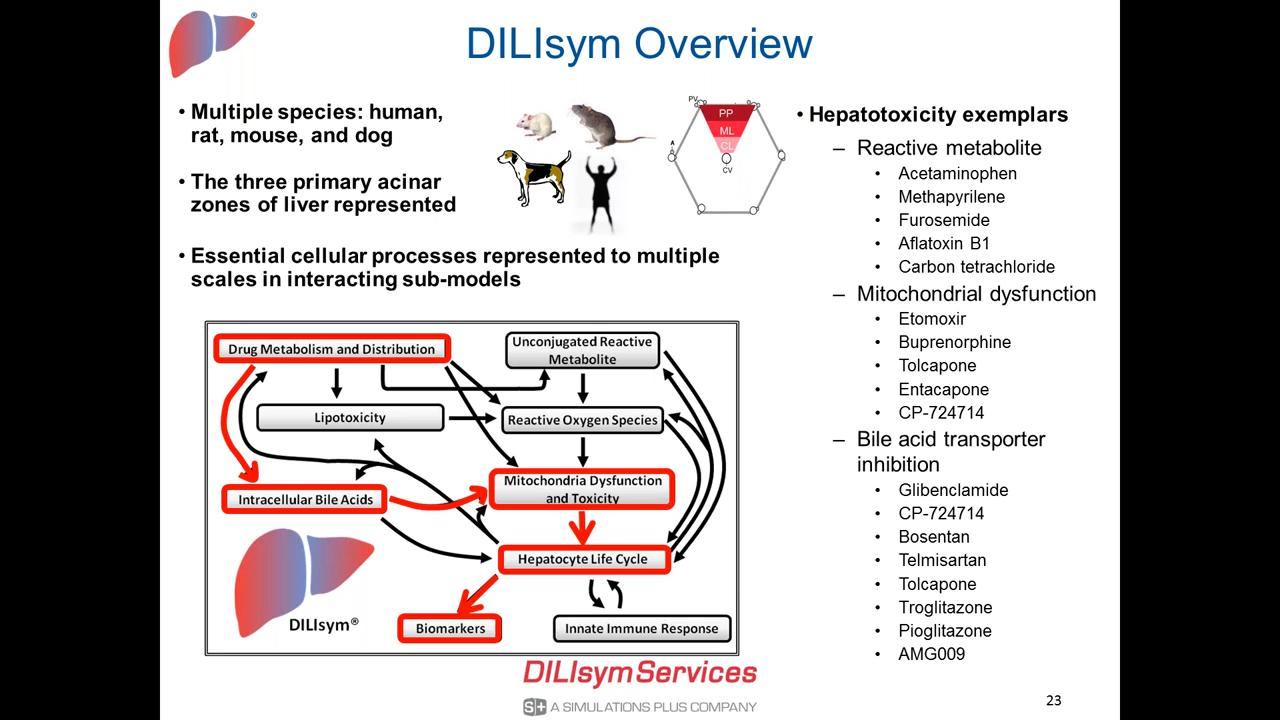 DILIsym Overview
• Multiple species: human,
rat, mouse, and dog
• The three primary acinar
zones of liver represented
• Essential cellular processes represented to multiple
scales in interacting sub-models
PV
PP
ML
CL
A
CV
Drug Metabolism and Distribution
Unconjugated Reactive
Metabolite
Lipotoxicity
Reactive Oxygen Species
Mitochondria Dysfunction
and Toxicity
Intracellular Bile Acids
Hepatocyte Life Cycle
DILIsym®
Biomarkers
Innate Immune Response
• Hepatotoxicity exemplars
– Reactive metabolite
• Acetaminophen
• Methapyrilene
• Furosemide
• Aflatoxin B1
• Carbon tetrachloride
– Mitochondrial dysfunction
• Etomoxir
• Buprenorphine
• Tolcapone
• Entacapone
• CP-724714
– Bile acid transporter
inhibition
• Glibenclamide
• CP-724714
• Bosentan
• Telmisartan
• Tolcapone
• Troglitazone
• Pioglitazone
• AMG009
DILIsym Services
S+ A SIMULATIONS PLUS COMPANY
23